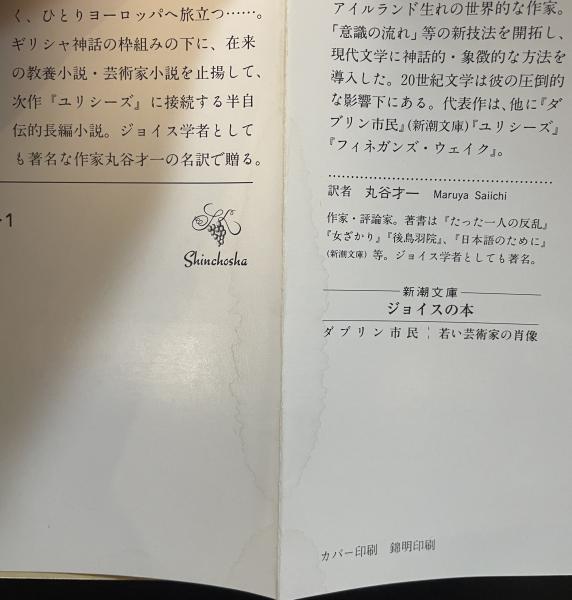 く、ひとりヨーロッパへ旅立つ……。
ギリシャ神話の枠組みの下に、在来
の教養小説・芸術家小説を止揚して、
次作『ユリシーズ』に接続する半自
伝的長編小説。ジョイス学者として
も著名な作家丸谷才一の名訳で贈る。
-1
Shinchosha
アイルランド生れの世界的な作家。
「意識の流れ」等の新技法を開拓し、
現代文学に神話的・象徴的な方法を
導入した。20世紀文学は彼の圧倒的
な影響下にある。代表作は、他に『ダ
ブリン市民』(新潮文庫)『ユリシーズ』
『フィネガンズ・ウェイク』。
訳者 丸谷才一 Maruya Saiichi
作家・評論家。著書は『たった一人の反乱』
『女ざかり』『後鳥羽院』、『日本語のために』
(新潮文庫)等。ジョイス学者としても著名。
新潮文庫
ジョイスの本
ダブリン市民 ¦ 若い芸術家の肖像
カバー印刷 錦明印刷